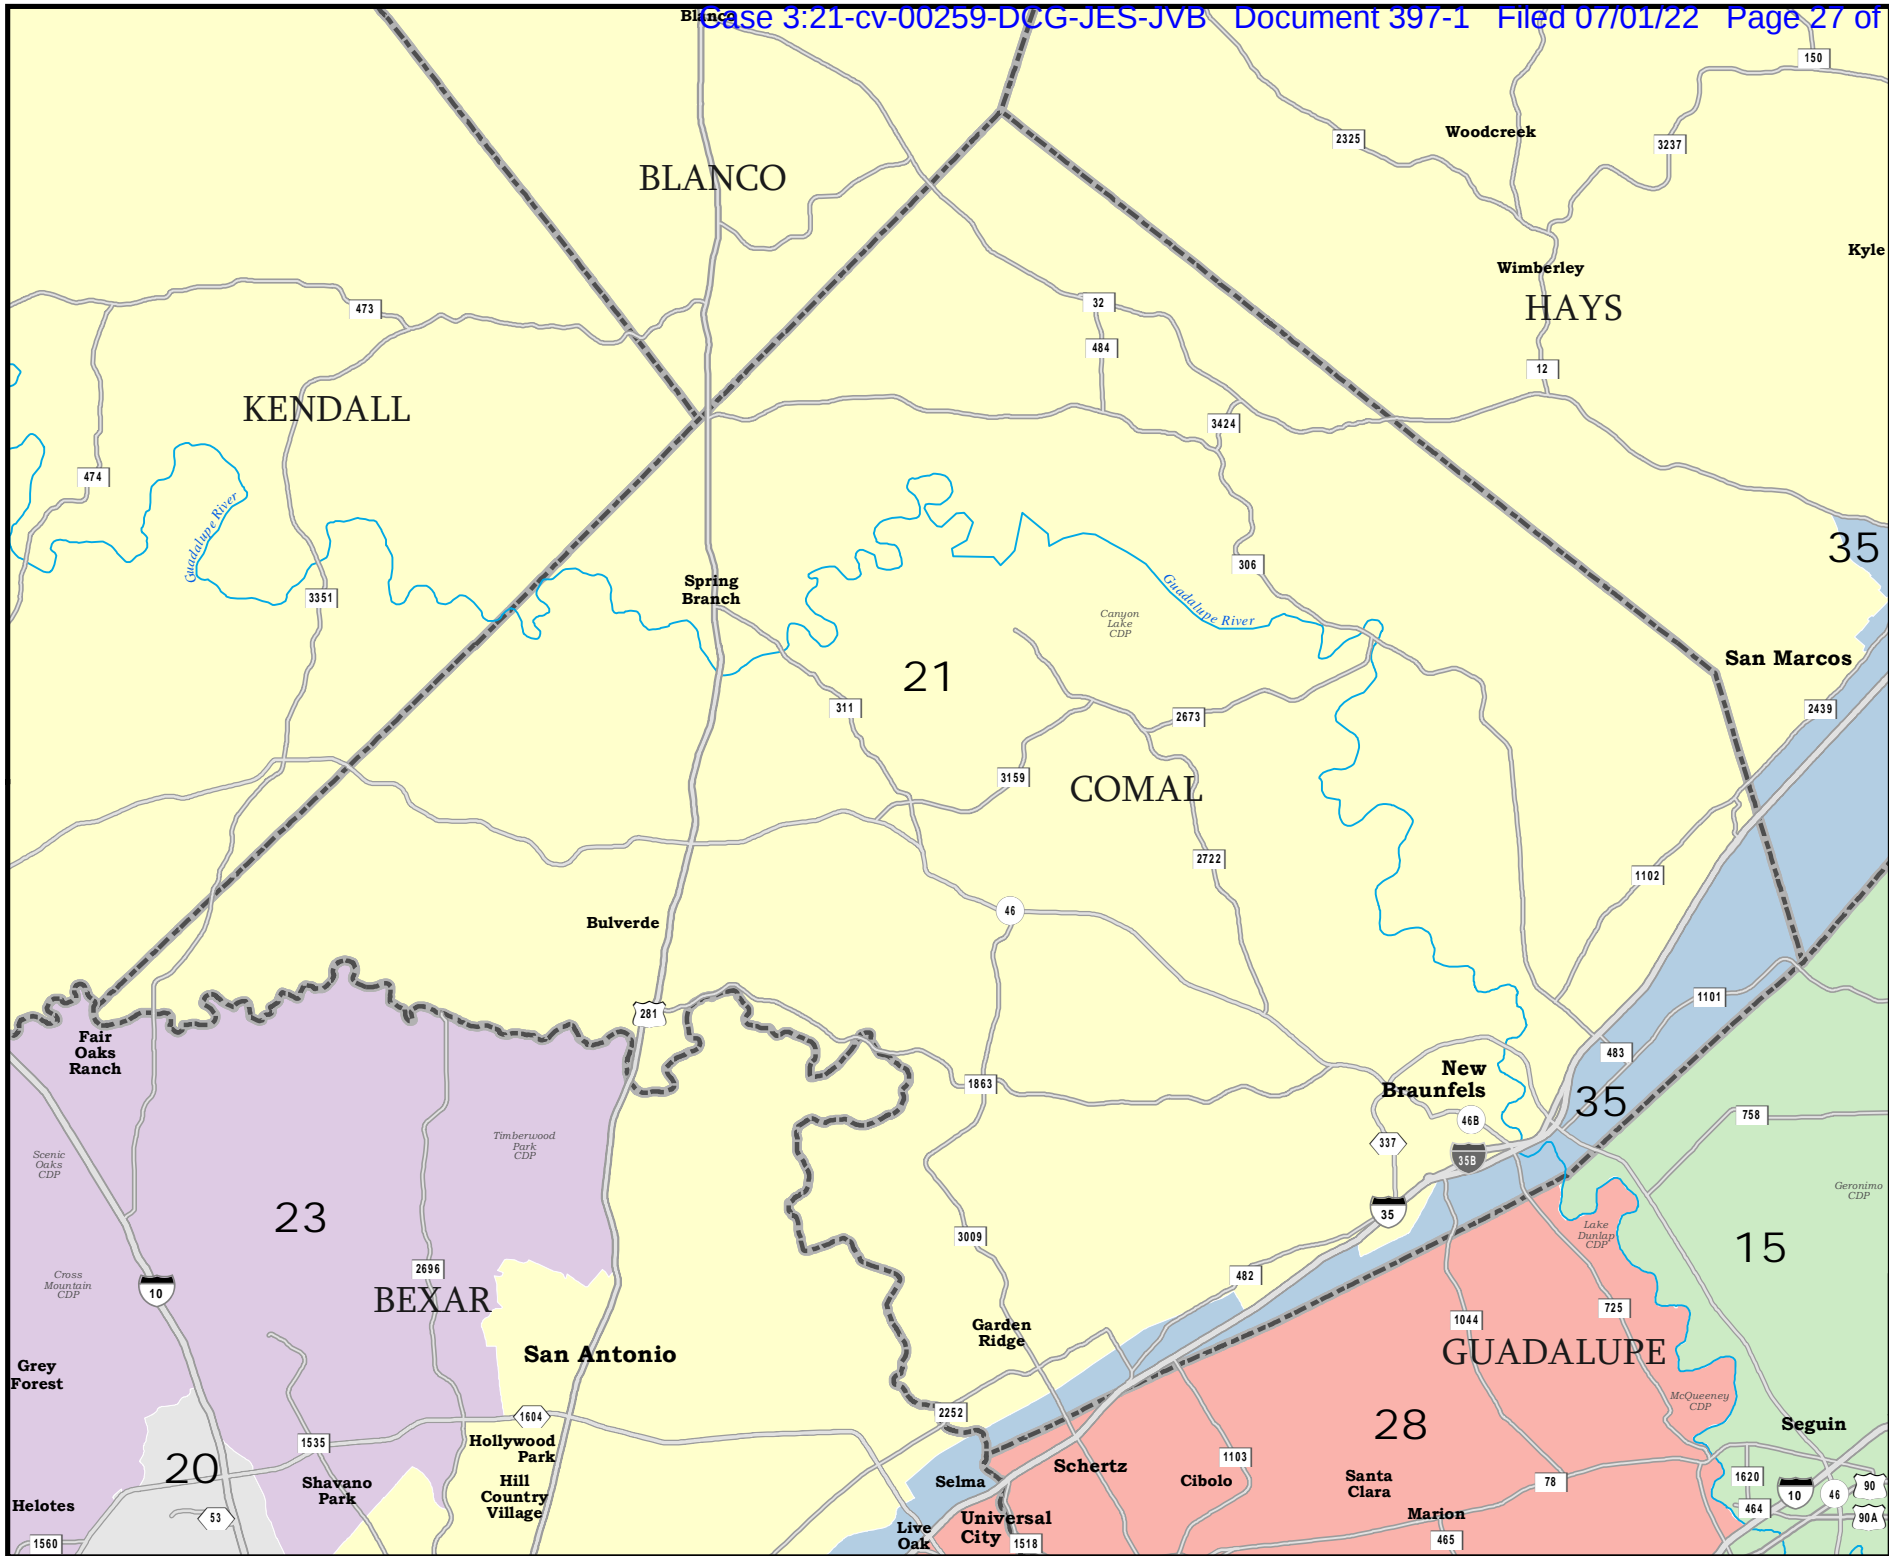 Case 3:21-cv-00259-DCG-JES-JVB Document 397-1 Filed 07/01/22 Page 27 of
Blanco
150
2325
Woodcreek
3237
BLANCO
Kyle
Wimberley
HAYS
32
473
484
12
KENDALL
3424
474
Guadalupe River
35
306
Spring
Branch
3351
Guadalupe River
Canyon
Lake
CDP
San Marcos
21
311
2673
2439
3159
COMAL
2722
1102
46
Bulverde
281
1101
Fair
Oaks
Ranch
483
New
Braunfels
1863
35
46B
758
337
35B
Timberwood
Park
CDP
Scenic
Oaks
CDP
Geronimo
CDP
23
35
Lake
Dunlap
CDP
15
3009
2696
482
Cross
Mountain
CDP
10
BEXAR
725
1044
Garden
Ridge
GUADALUPE
San Antonio
Grey
Forest
McQueeney
CDP
2252
1604
28
Seguin
1535
Hollywood
Park
20
1103
Schertz
Selma
Cibolo
Santa
Clara
78
1620
Shavano
Park
Hill
Country
Village
10
46
90
Helotes
464
53
Universal
City
Marion
90A
Live
Oak
1560
1518
465